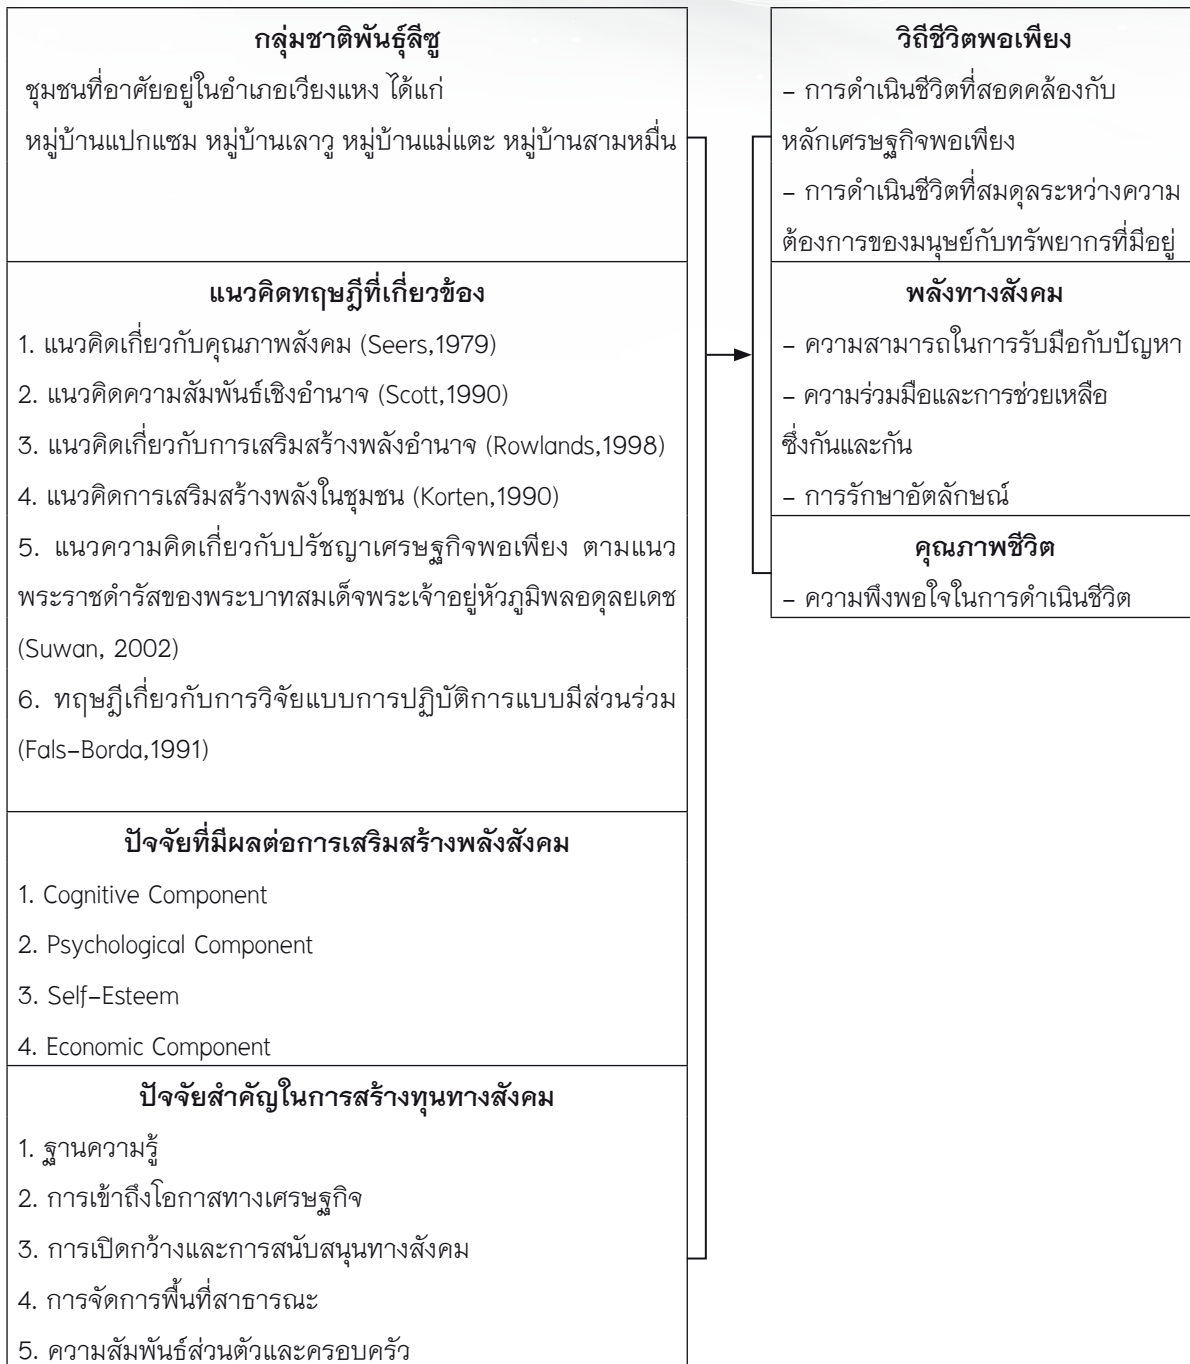 กลุ่มชาติพันธุ์ลีซู
ชุมชนที่อาศัยอยู่ในอำเภอเวียงแหง ได้แก่
หมู่บ้านแปกแซม หมู่บ้านเลาวู หมู่บ้านแม่แตะ หมู่บ้านสามหมื่น
แนวคิดทฤษฎีที่เกี่ยวข้อง
1. แนวคิดเกี่ยวกับคุณภาพสังคม (Seers,1979)
2. แนวคิดความสัมพันธ์เชิงอำนาจ (Scott,1990)
3. แนวคิดเกี่ยวกับการเสริมสร้างพลังอำนาจ (Rowlands,1998)
4. แนวคิดการเสริมสร้างพลังในชุมชน (Korten,1990)
5. แนวความคิดเกี่ยวกับปรัชญาเศรษฐกิจพอเพียง ตามแนว
พระราชดำรัสของพระบาทสมเด็จพระเจ้าอยู่หัวภูมิพลอดุลยเดช
(Suwan, 2002)
6. ทฤษฎีเกี่ยวกับการวิจัยแบบการปฏิบัติการแบบมีส่วนร่วม
(Fals-Borda,1991)
ปัจจัยที่มีผลต่อการเสริมสร้างพลังสังคม
1. Cognitive Component
2. Psychological Component
3. Self-Esteem
4. Economic Component
ปัจจัยสำคัญในการสร้างทุนทางสังคม
1. ฐานความรู้
2. การเข้าถึงโอกาสทางเศรษฐกิจ
3. การเปิดกว้างและการสนับสนุนทางสังคม
4. การจัดการพื้นที่สาธารณะ
5. ความสัมพันธ์ส่วนตัวและครอบครัว
วิถีชีวิตพอเพียง
- การดำเนินชีวิตที่สอดคล้องกับ
หลักเศรษฐกิจพอเพียง
- การดำเนินชีวิตที่สมดุลระหว่างความ
ต้องการของมนุษย์กับทรัพยากรที่มีอยู่
พลังทางสังคม
- ความสามารถในการรับมือกับปัญหา
- ความร่วมมือและการช่วยเหลือ
ซึ่งกันและกัน
- การรักษาอัตลักษณ์
คุณภาพชีวิต
- ความพึงพอใจในการดำเนินชีวิต